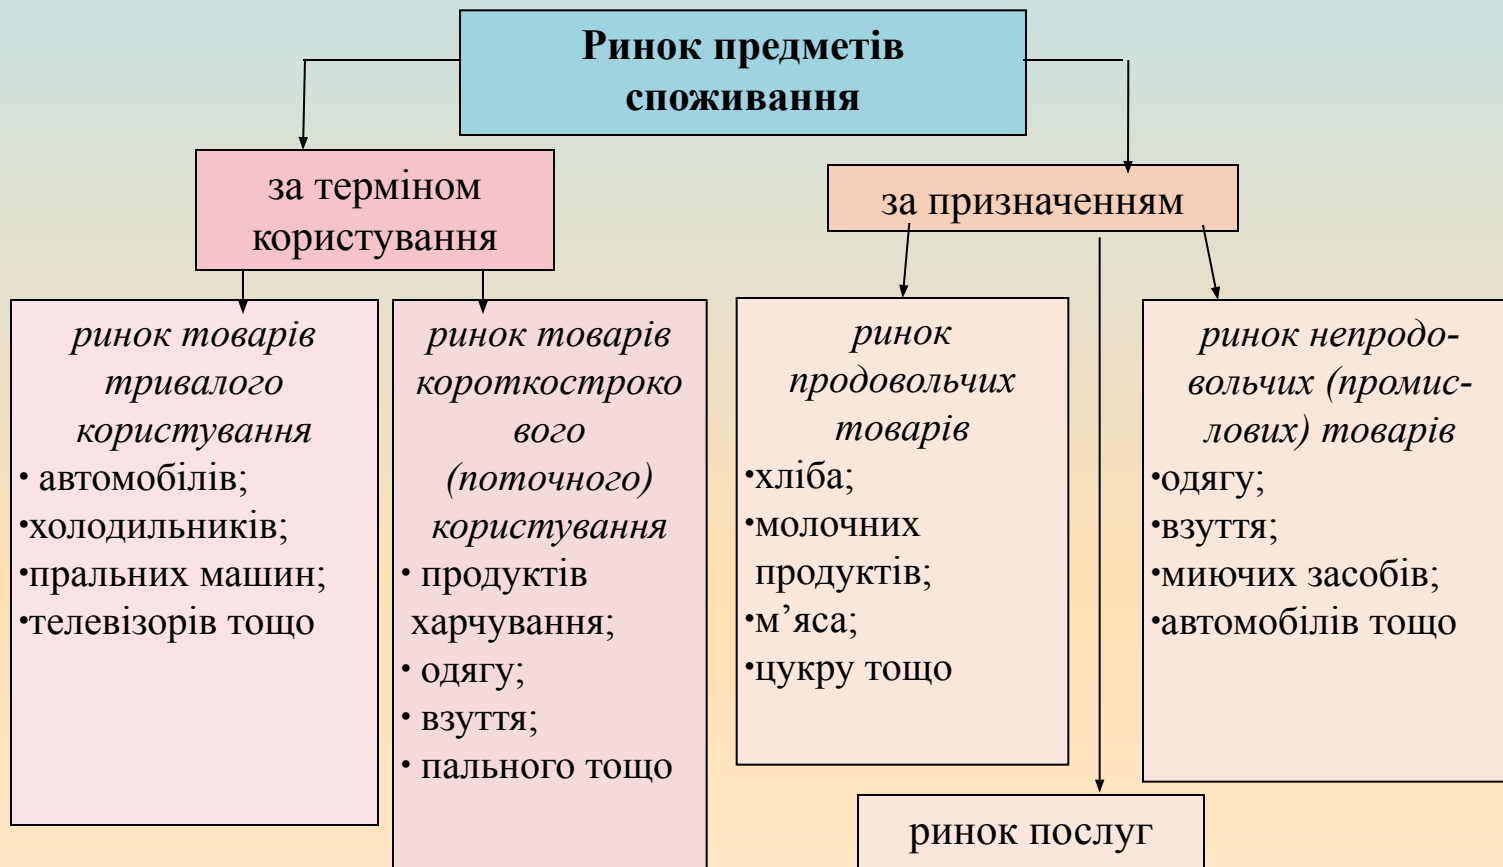 Ринок предметів
споживання
за терміном
користування
за призначенням
ринок товарів
тривалого
користування
• автомобілів;
•холодильників;
•пральних машин;
•телевізорів тощо
ринок товарів
короткостроко
вого
(поточного)
користування
• продуктів
харчування;
• одягу;
• взуття;
• пального тощо
ринок
продовольчих
товарів
•хліба;
•молочних
продуктів;
•м’яса;
•цукру тощо
ринок непродо-
вольчих (промис-
лових) товарів
•одягу;
•взуття;
•миючих засобів;
•автомобілів тощо
ринок послуг